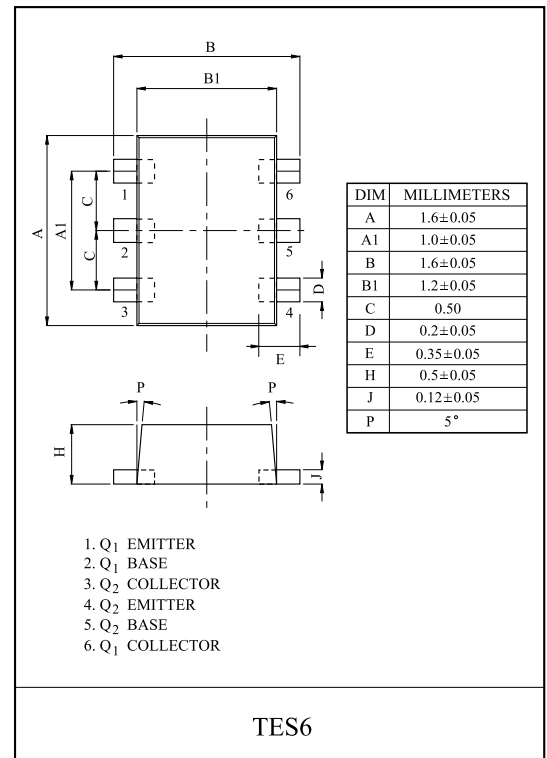 B
B1
1
6
A
A1
C
2
5
C
D
3
4
E
P
P
H
J
DIM MILLIMETERS
A 1.6±0.05
A1 1.0±0.05
B 1.6±0.05
B1 1.2±0.05
C 0.50
D 0.2±0.05
E 0.35±0.05
H 0.5±0.05
J 0.12±0.05
P 5°
1. Q1 EMITTER
2. Q1 BASE
3. Q2 COLLECTOR
4. Q2 EMITTER
5. Q2 BASE
6. Q1 COLLECTOR
TES6